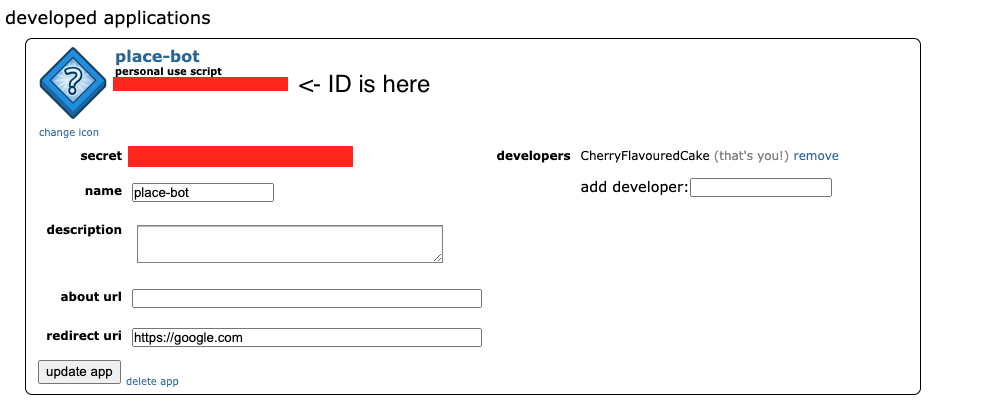 developed applications
place-bot
personal use script
<- ID is here
change icon
secret
developers CherryFlavouredCake (that's you!) remove
name place-bot
add developer:
description
about url
redirect uri https://google.com
update app delete app